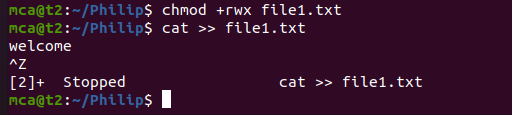 mca@t2:~/Philip$ chmod +rwx file1.txt
mca@t2:~/Philip$ cat >> file1.txt
welcome
^Z
[2]+  Stopped                 cat >> file1.txt
mca@t2:~/Philip$